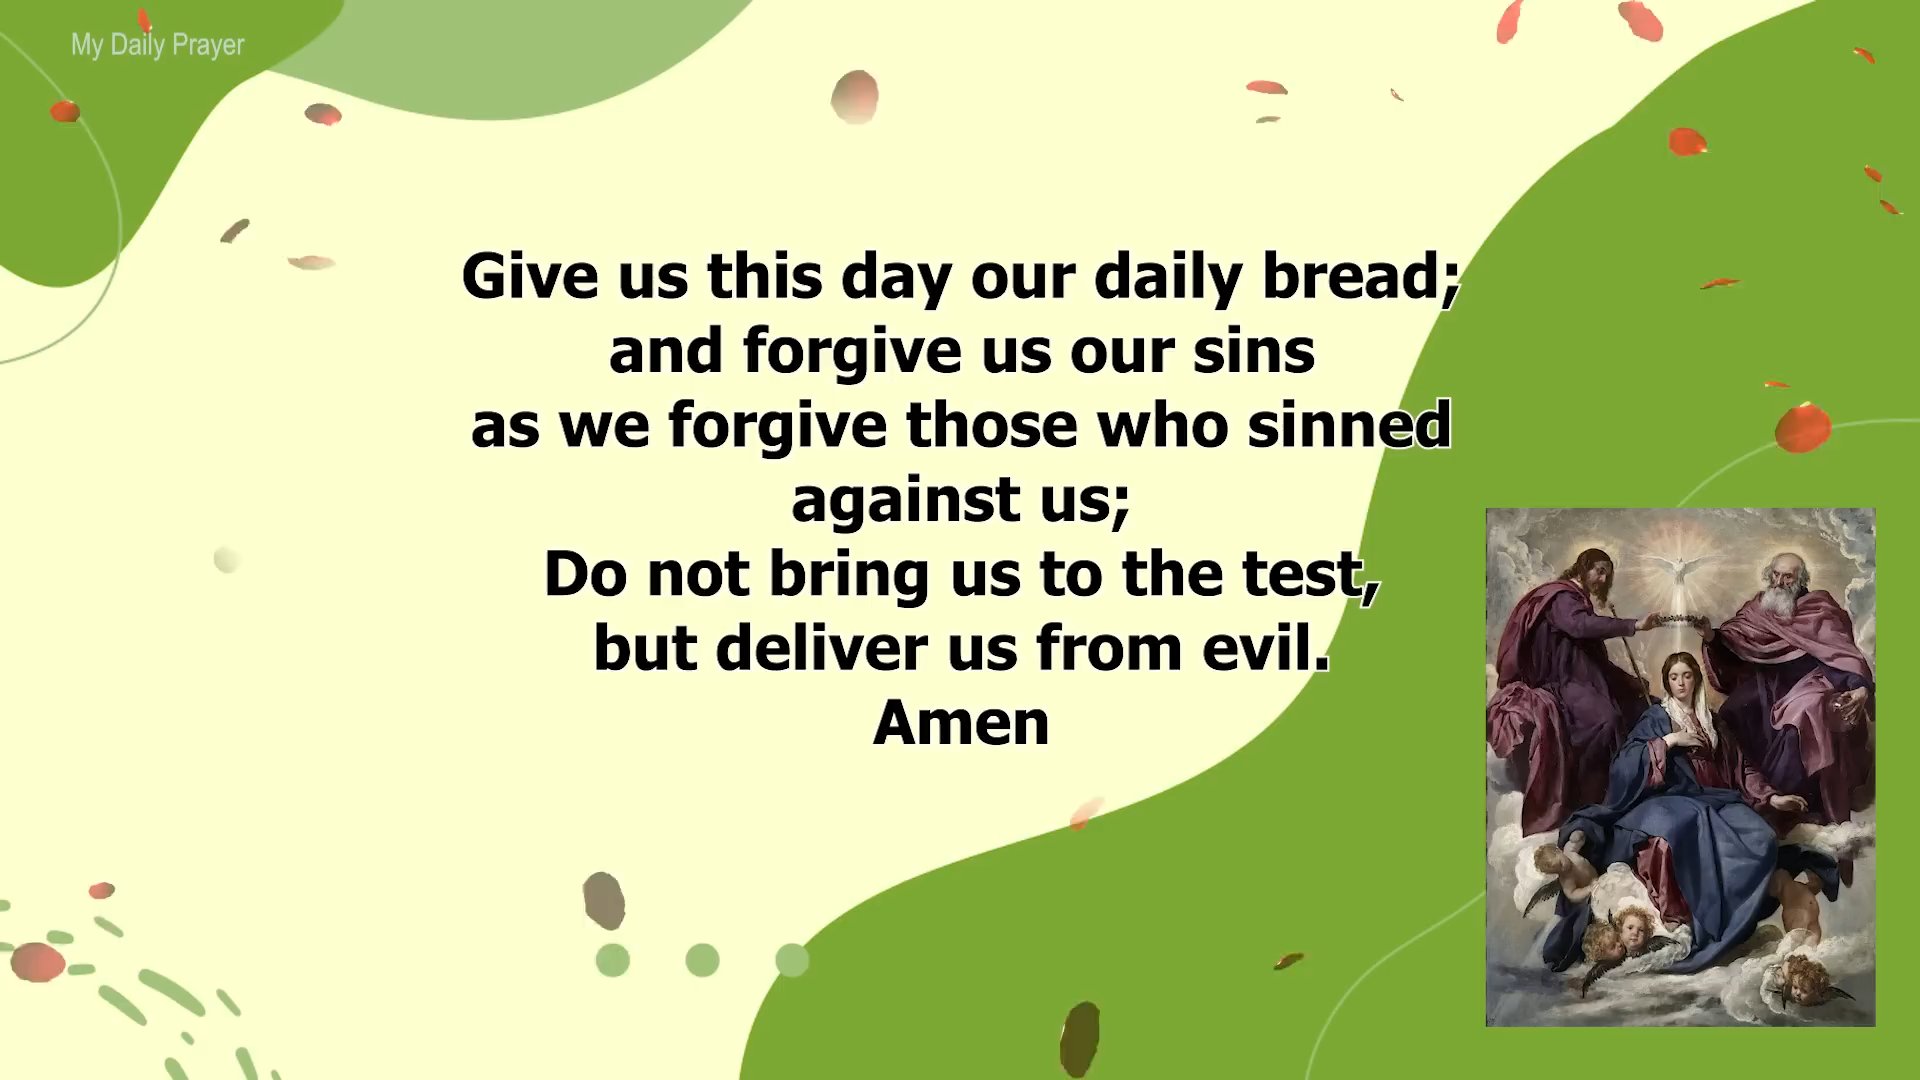 My Daily Prayer
Give us this day our daily bread;
and forgive us our sins
as we forgive those who sinned
against us;
Do not bring us to the test,
but deliver us from evil.
Amen